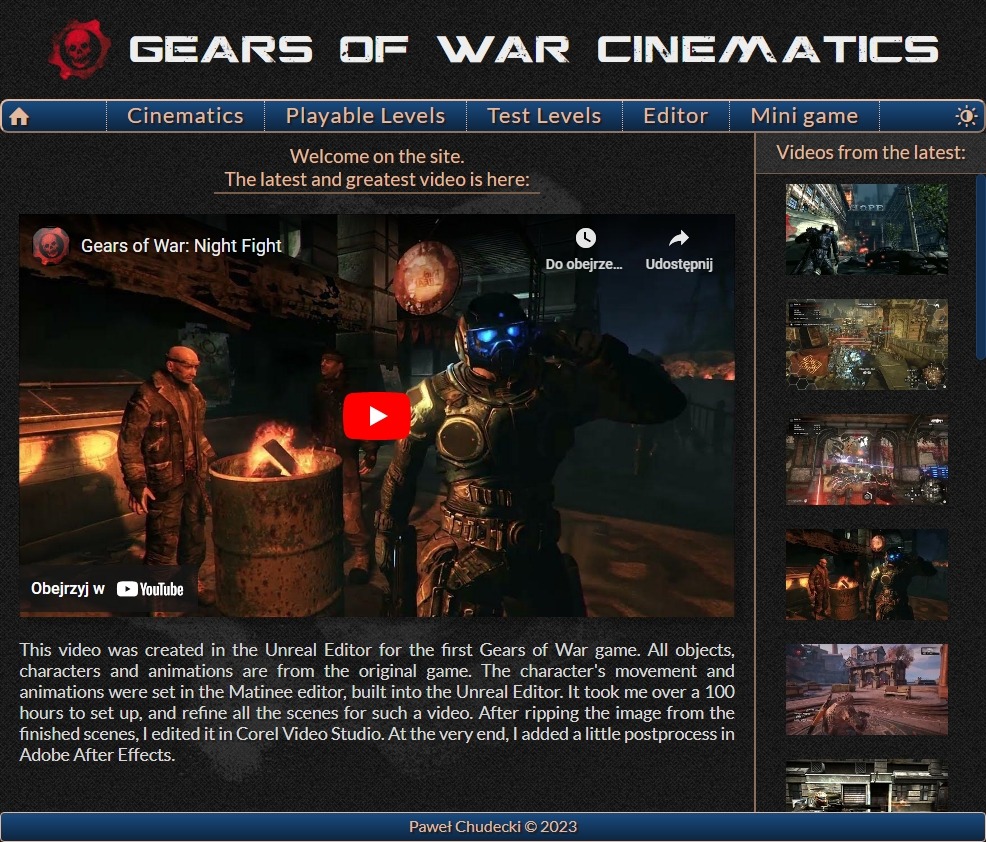 GEARS OF WAR CINEMATICS
Cinematics
Playable Levels
Test Levels
Editor
Mini game
Welcome on the site.
The latest and greatest video is here:
Gears of War: Night Fight
Do obejrze...
Udostępnij
Obejrzyj w YouTube
This video was created in the Unreal Editor for the first Gears of War game. All objects,
characters and animations are from the original game. The character's movement and
animations were set in the Matinee editor, built into the Unreal Editor. It took me over a 100
hours to set up, and refine all the scenes for such a video. After ripping the image from the
finished scenes, I edited it in Corel Video Studio. At the very end, I added a little postprocess in
Adobe After Effects.
Videos from the latest:
HOPE
Paweł Chudecki © 2023